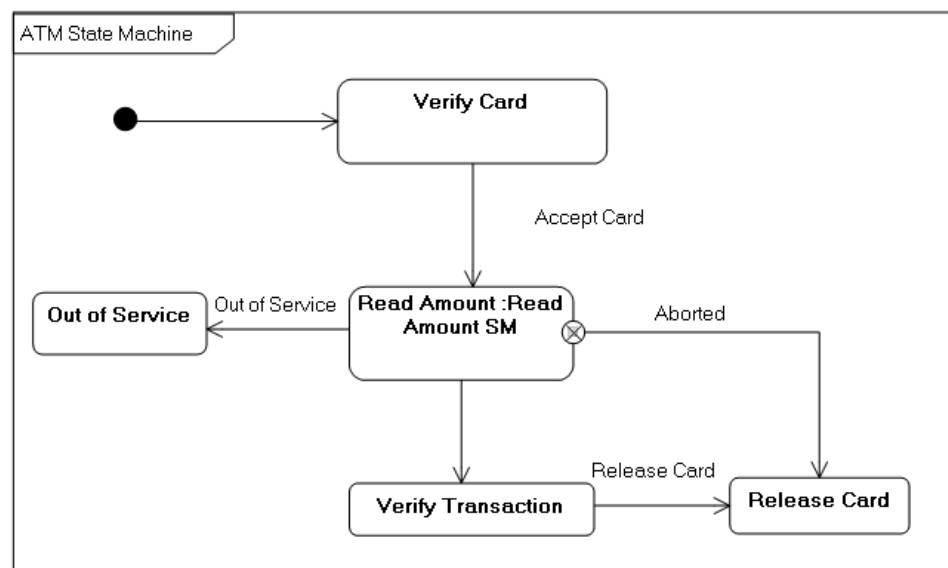 ATM State Machine
Verify Card
Accept Card
Read Amount :Read
Amount SM
Out of Service
Out of Service
Aborted
Release Card
Verify Transaction
Release Card